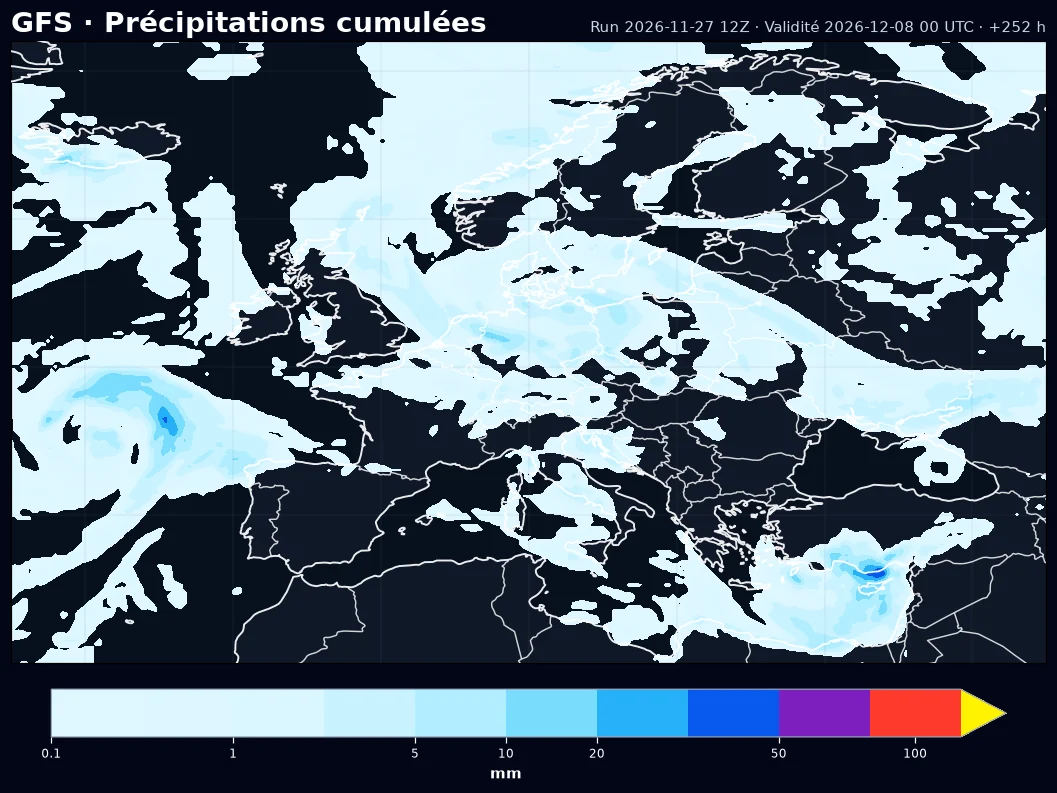 GFS · Précipitations cumulées
Run 2026-11-27 12Z · Validité 2026-12-08 00 UTC · +252 h
0.1 1 5 10 20 50 100
mm